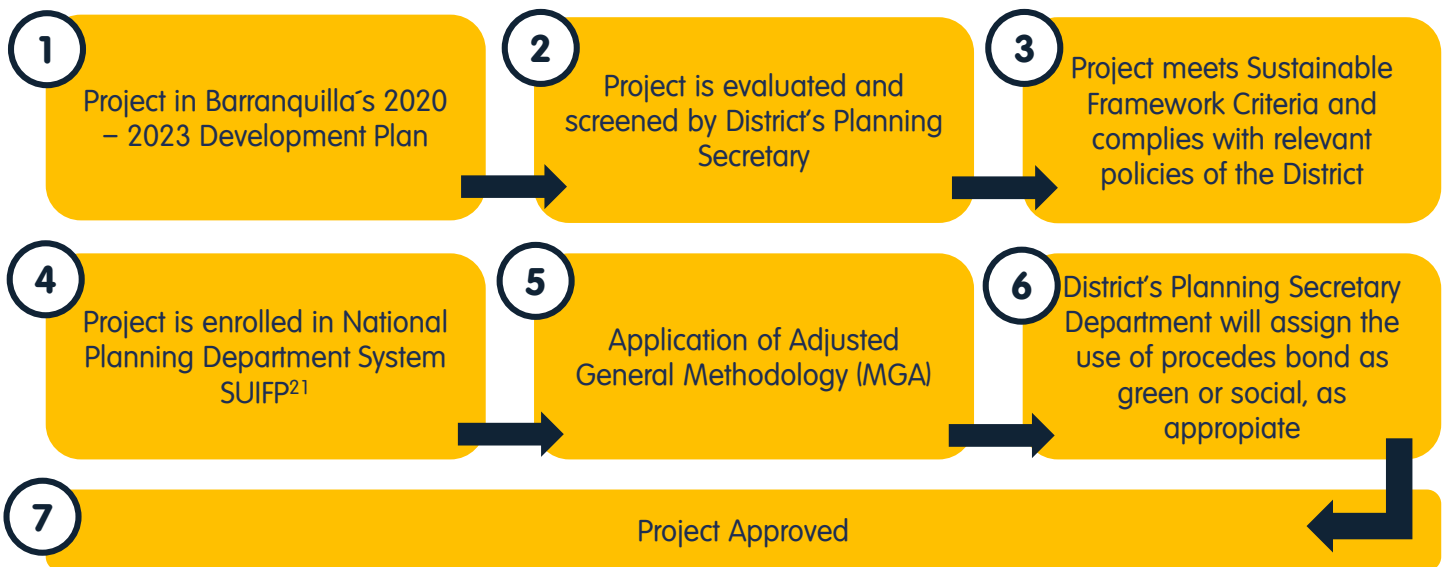 1
Project in Barranquilla´s 2020
– 2023 Development Plan
2
Project is evaluated and
screened by District’s Planning
Secretary
3
Project meets Sustainable
Framework Criteria and
complies with relevant
policies of the District
4
Project is enrolled in National
Planning Department System
SUIFP21
5
Application of Adjusted
General Methodology (MGA)
6
District’s Planning Secretary
Department will assign the
use of procedes bond as
green or social, as
appropiate
7
Project Approved